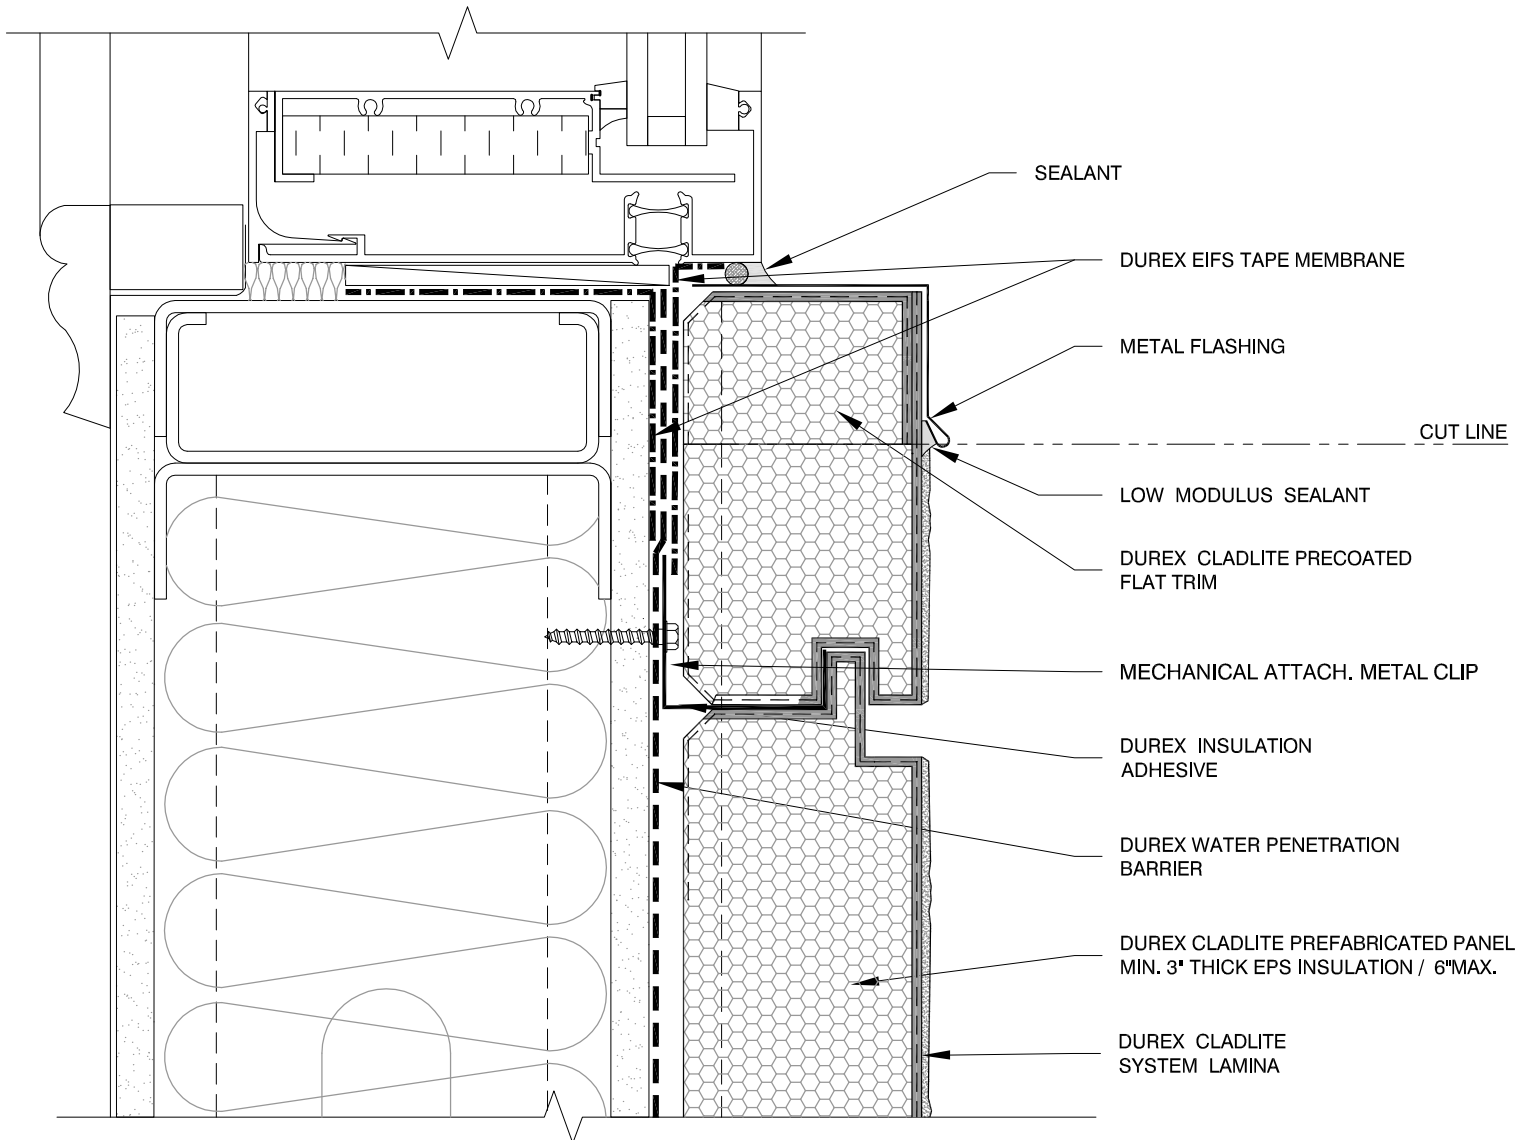 SEALANT
DUREX EIFS TAPE MEMBRANE
METAL FLASHING
CUT LINE
LOW MODULUS SEALANT
DUREX CLADLITE PRECOATED
FLAT TRIM
MECHANICAL ATTACH. METAL CLIP
DUREX INSULATION
ADHESIVE
DUREX WATER PENETRATION
BARRIER
DUREX CLADLITE PREFABRICATED PANEL
MIN. 3" THICK EPS INSULATION / 6"MAX.
DUREX CLADLITE
SYSTEM LAMINA